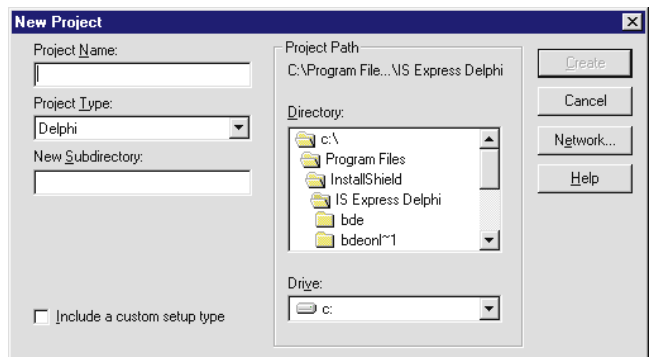 New Project
Project Name:
Project Type:
Delphi
New Subdirectory:
Include a custom setup type
Project Path
C:\Program File...\IS Express Delphi
Directory:
c:\
Program Files
InstallShield
IS Express Delphi
bde
bdeonl~1
Drive:
c:
Create
Cancel
Network...
Help